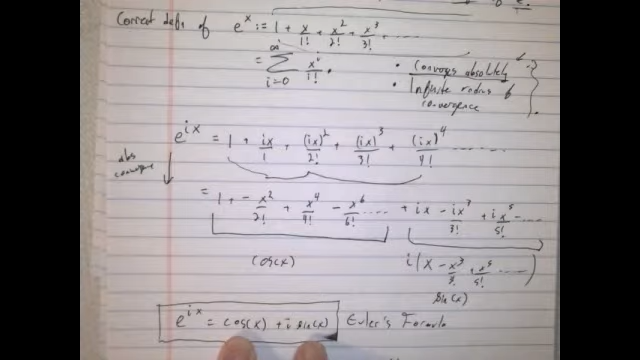 Correct defn of e^x := 1 + x/1! + x^2/2! + x^3/3! + ......
= ∞ Σ i=0 x^i/i! .
• Converges absolutely
• Infinite radius of convergence
e^{ix} = 1 + ix/1 + (ix)^2/2! + (ix)^3/3! + (ix)^4/4! ......
abs convergence
= 1 + - x^2/2! + x^4/4! - x^6/6! ..... + ix - ix^3/3! + ix^5/5! - ....
cos(x)
i(x - x^3/3! + x^5/5! ......)
sin(x)
e^{ix} = cos(x) + i sin(x) Euler's Formula